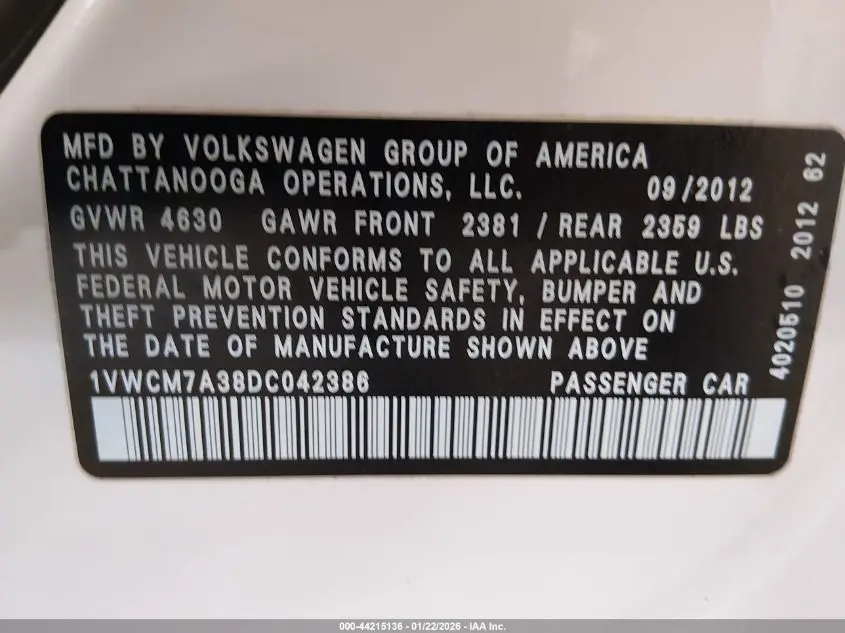 MFD BY VOLKSWAGEN GROUP OF AMERICA
CHATTANOOGA OPERATIONS, LLC. 09/2012
GVWR 4630 GAWR FRONT 2381 / REAR 2359 LBS
THIS VEHICLE CONFORMS TO ALL APPLICABLE U.S.
FEDERAL MOTOR VEHICLE SAFETY, BUMPER AND
THEFT PREVENTION STANDARDS IN EFFECT ON
THE DATE OF MANUFACTURE SHOWN ABOVE
1VWCM7A38DC042386 PASSENGER CAR
4020510 2012 62
000-44215136 - 01/22/2026 - IAA Inc.